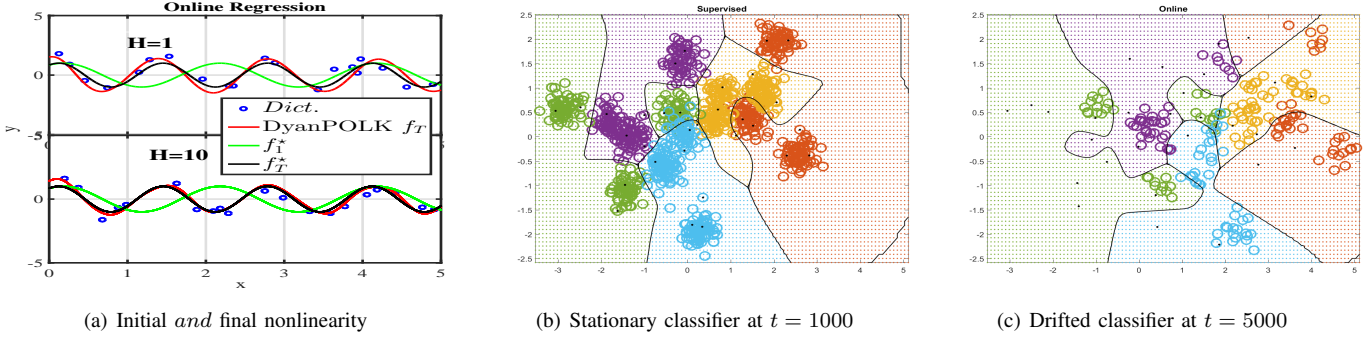 Online Regression
5
H=1
0
y
-5
5
H=10
0
-5
0 1 2 3 4 5
x
Dict.
DyanPOLK f_T
f_1^⋆
f_T^⋆
(a) Initial and final nonlinearity
Supervised
2.5
2
1.5
1
0.5
0
-0.5
-1
-1.5
-2
-2.5
-3 -2 -1 0 1 2 3 4 5
(b) Stationary classifier at t = 1000
Online
2.5
2
1.5
1
0.5
0
-0.5
-1
-1.5
-2
-2.5
-3 -2 -1 0 1 2 3 4 5
(c) Drifted classifier at t = 5000